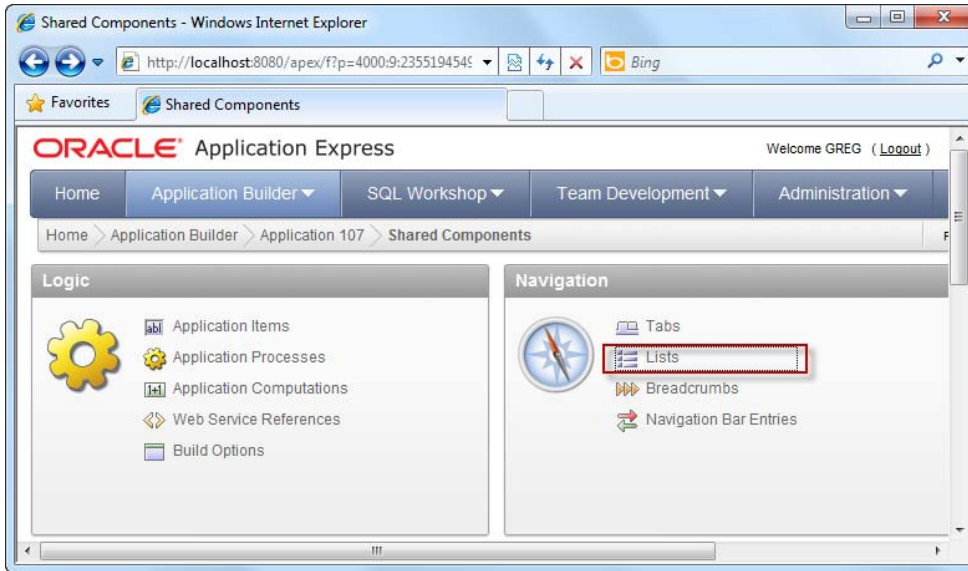 Shared Components - Windows Internet Explorer
http://localhost:8080/apex/f?p=4000:9:2355194549
Bing
Favorites
Shared Components
ORACLE Application Express
Welcome GREG ( Logout )
Home
Application Builder
SQL Workshop
Team Development
Administration
Home
Application Builder
Application 107
Shared Components
Logic
Application Items
Application Processes
Application Computations
Web Service References
Build Options
Navigation
Tabs
Lists
Breadcrumbs
Navigation Bar Entries